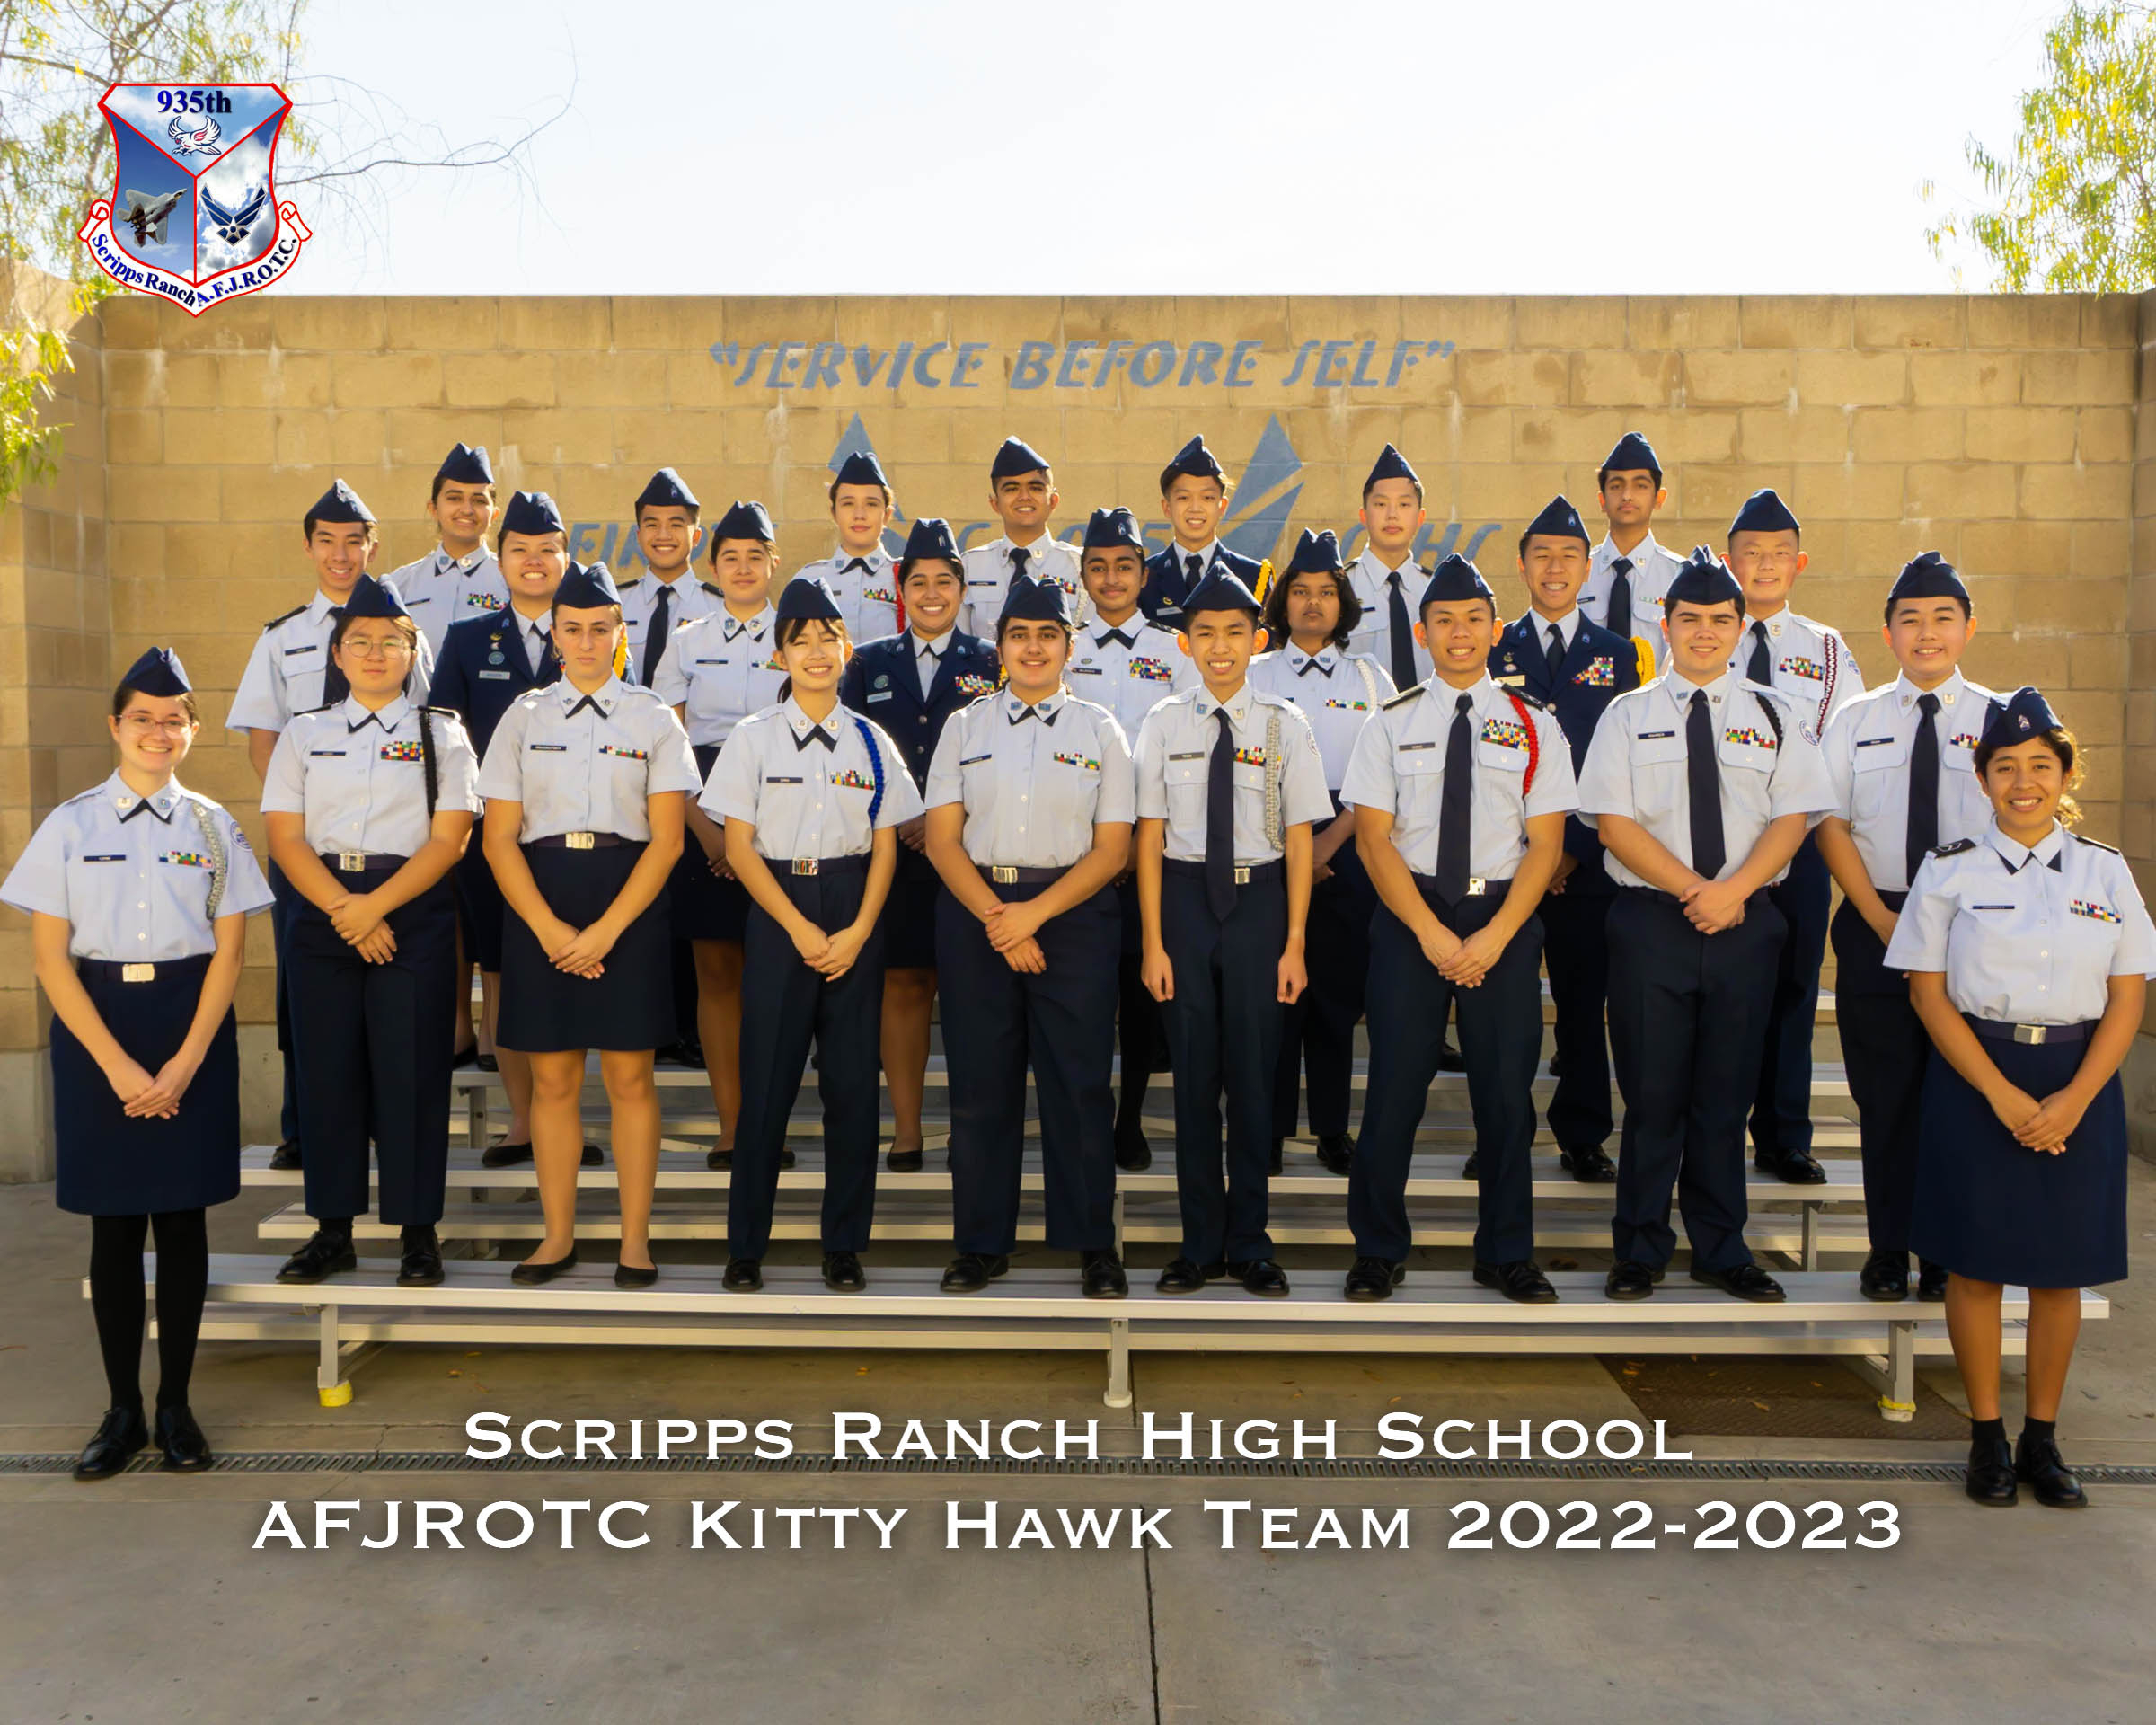 935th
Scripps Ranch A.F.J.R.O.T.C.
“SERVICE BEFORE SELF”
SCRIPPS RANCH HIGH SCHOOL
AFJROTC KITTY HAWK TEAM 2022-2023